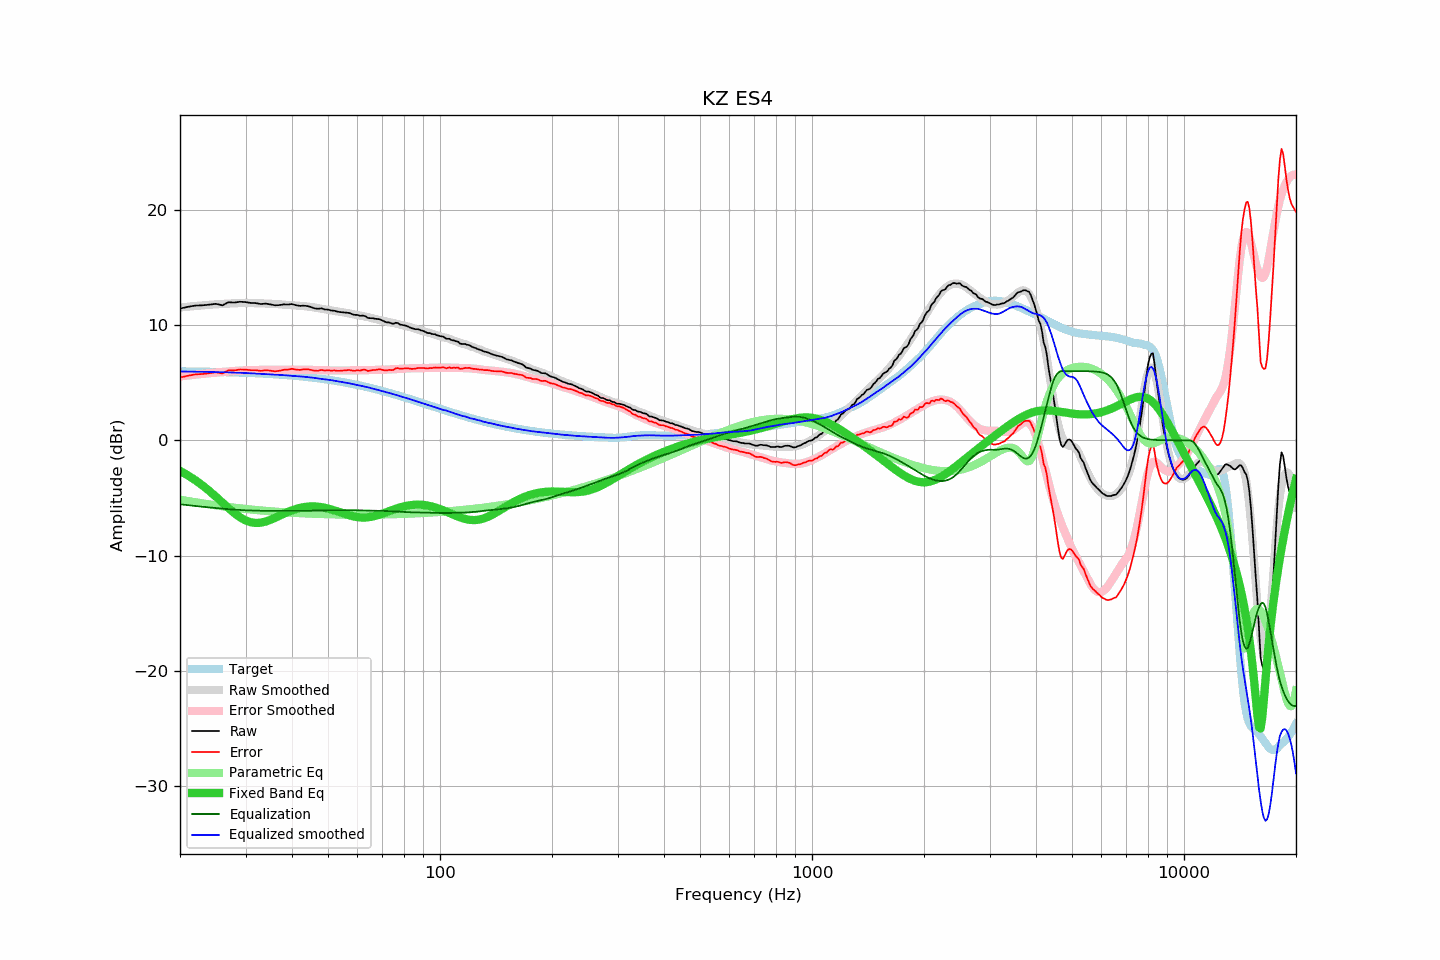 KZ ES4
Amplitude (dBr)
20
10
0
−10
−20
−30
Target
Raw Smoothed
Error Smoothed
Raw
Error
Parametric Eq
Fixed Band Eq
Equalization
Equalized smoothed
100
1000
10000
Frequency (Hz)